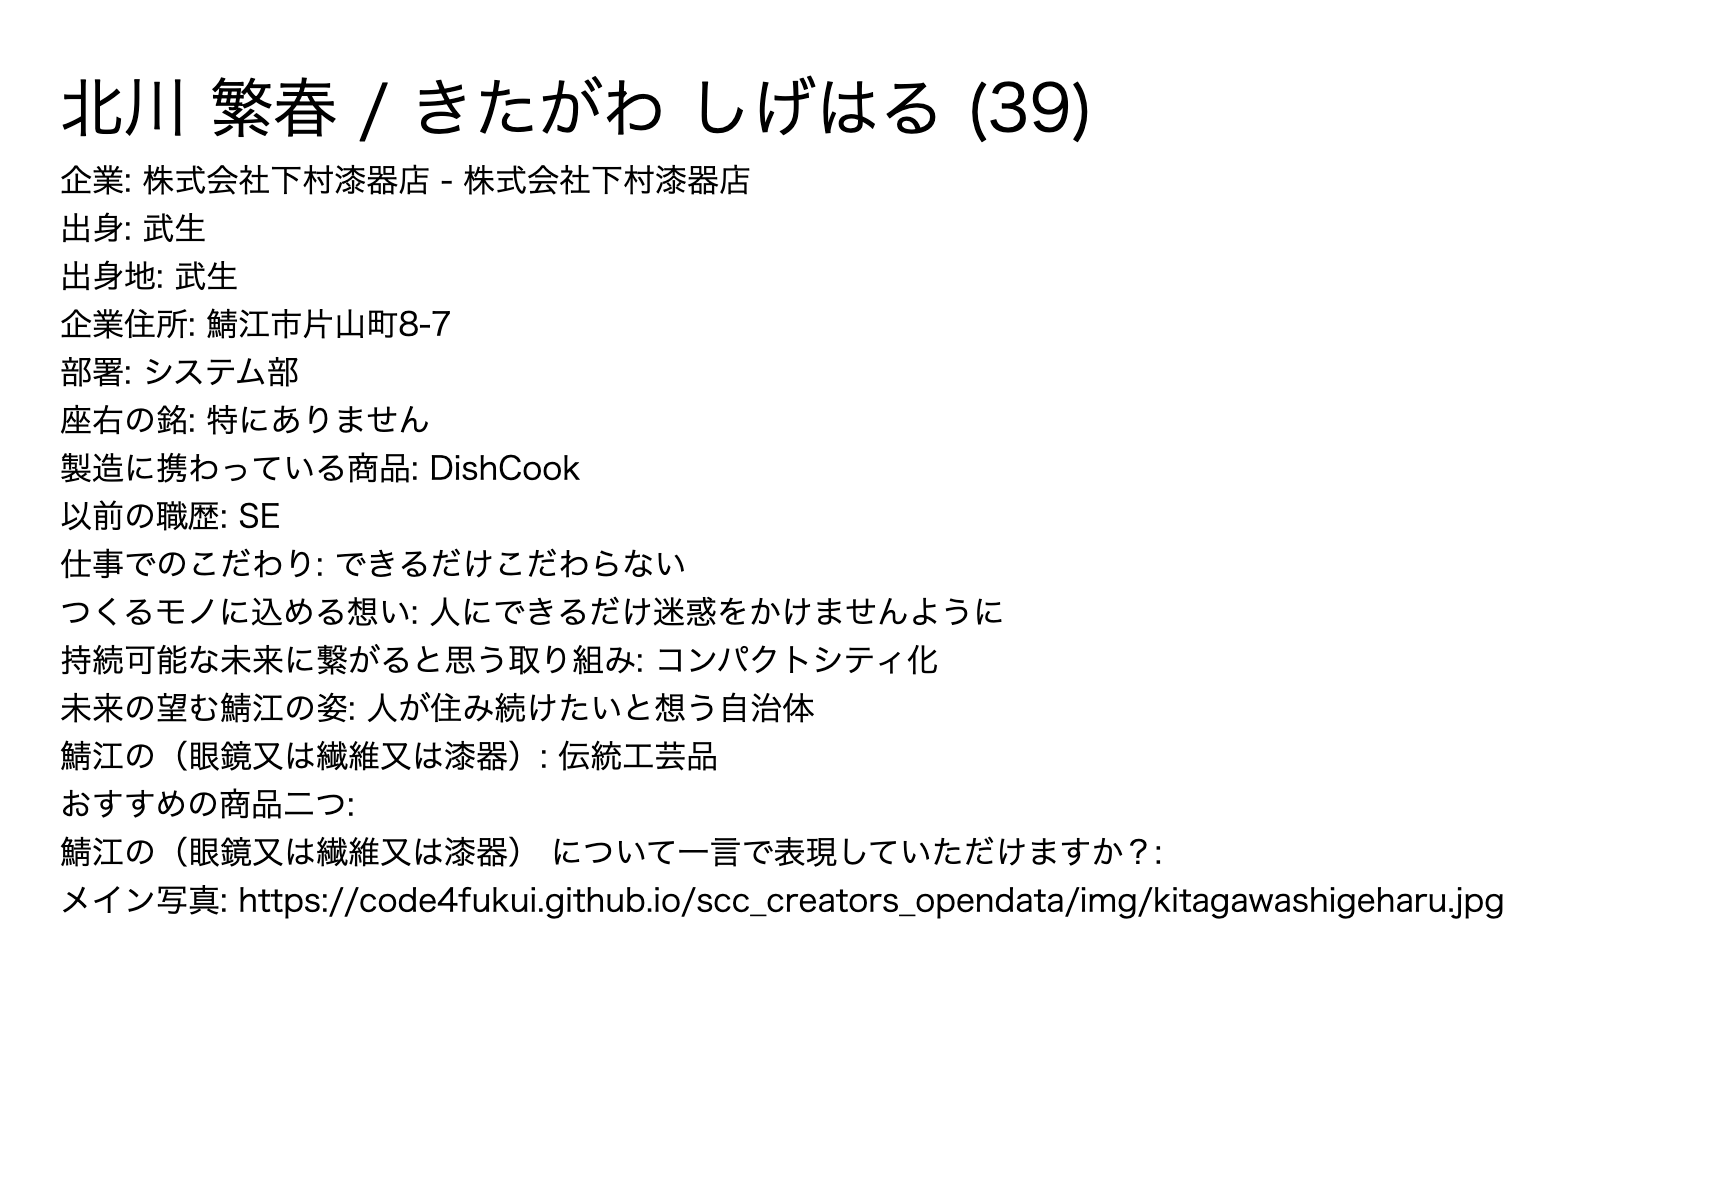 北川 繁春 / きたがわ しげはる (39)
企業: 株式会社下村漆器店 - 株式会社下村漆器店
出身: 武生
出身地: 武生
企業住所: 鯖江市片山町8-7
部署: システム部
座右の銘: 特にありません
製造に携わっている商品: DishCook
以前の職歴: SE
仕事でのこだわり: できるだけこだわらない
つくるモノに込める想い: 人にできるだけ迷惑をかけませんように
持続可能な未来に繋がると思う取り組み: コンパクトシティ化
未来の望む鯖江の姿: 人が住み続けたいと想う自治体
鯖江の（眼鏡又は繊維又は漆器）: 伝統工芸品
おすすめの商品二つ:
鯖江の（眼鏡又は繊維又は漆器） について一言で表現していただけますか？:
メイン写真: https://code4fukui.github.io/scc_creators_opendata/img/kitagawashigeharu.jpg